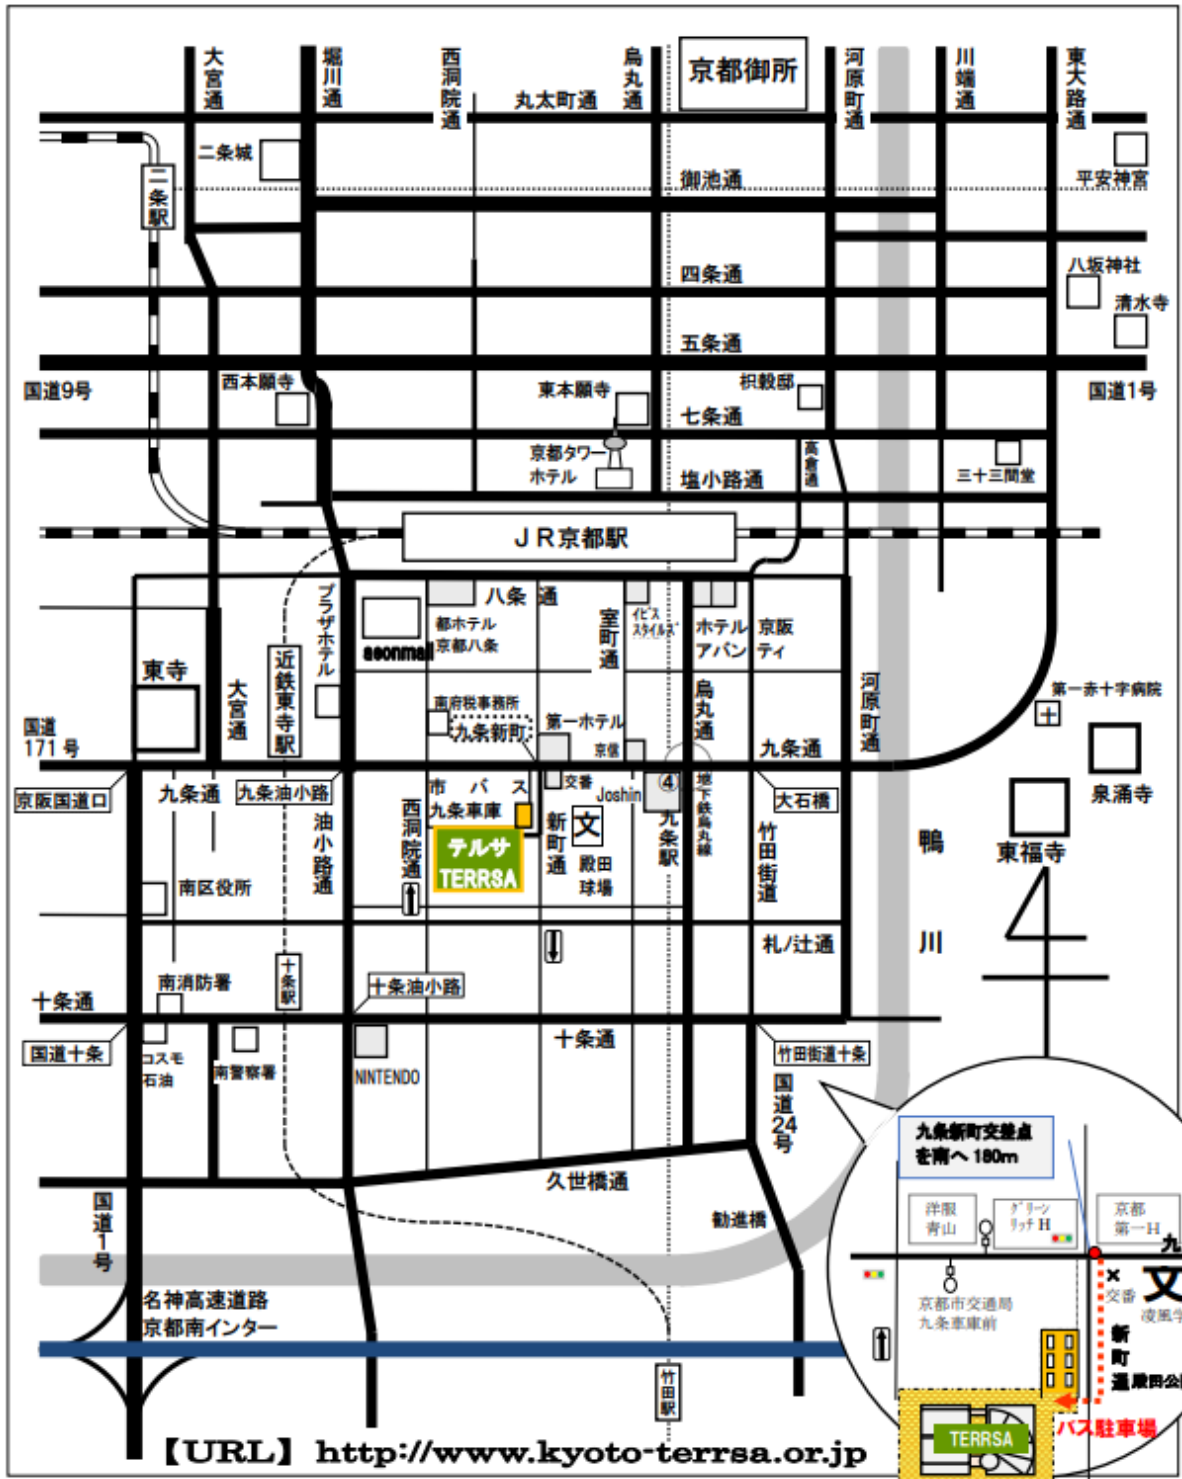 大宮通
堀川通
西洞院通
烏丸通
京都御所
河原町通
川端通
東大路通
丸太町通
二条城
二条駅
御池通
平安神宮
四条通
八坂神社
清水寺
五条通
国道9号
国道1号
西本願寺
東本願寺
枳殻邸
七条通
京都タワー
ホテル
高倉通
三十三間堂
塩小路通
JR京都駅
八条通
プラザホテル
aeonmall
都ホテル
京都八条
室町通
イビス
スタイルズ
ホテル
アバン
京阪
ティ
東寺
大宮通
近鉄東寺駅
南府税事務所
九条新町
第一ホテル
京信
烏丸通
河原町通
第一赤十字病院
国道
171号
九条通
泉涌寺
京阪国道口
九条通
九条油小路
市バス
九条車庫
交番
Joshin
④
地下鉄烏丸線
大石橋
油小路通
西洞院通
テルサ
TERRSA
新町通
文
殿田
球場
九条駅
竹田街道
鴨川
東福寺
南区役所
札ノ辻通
南消防署
十条駅
十条油小路
十条通
十条通
国道十条
コスモ
石油
南警察署
NINTENDO
竹田街道十条
国道24号
久世橋通
国道1号
勧進橋
名神高速道路
京都南インター
竹田駅
九条新町交差点
を南へ 180m
洋服
青山
グリーン
リッチH
京都
第一H
九
京都市交通局
九条車庫前
×
交番
文
凌風学
新町通
殿田公
バス駐車場
TERRSA
【URL】http://www.kyoto-terrsa.or.jp